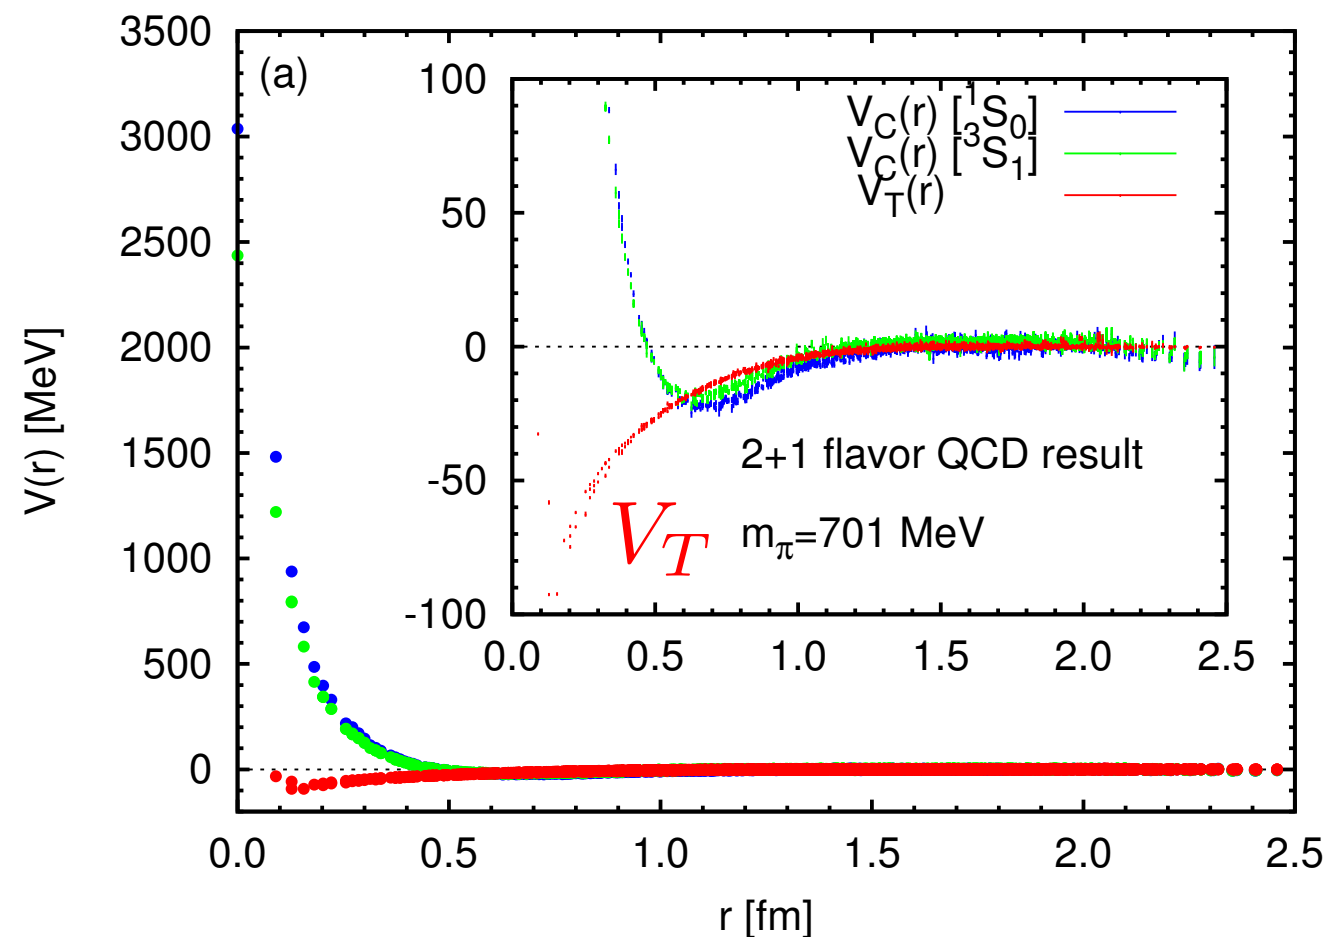 (a)
V(r) [MeV]
3500
3000
2500
2000
1500
1000
500
0
0.0 0.5 1.0 1.5 2.0 2.5
r [fm]
100
50
0
-50
-100
0.0 0.5 1.0 1.5 2.0 2.5
V_C(r) [^1S_0]
V_C(r) [^3S_1]
V_T(r)
2+1 flavor QCD result
V_T
m_π=701 MeV